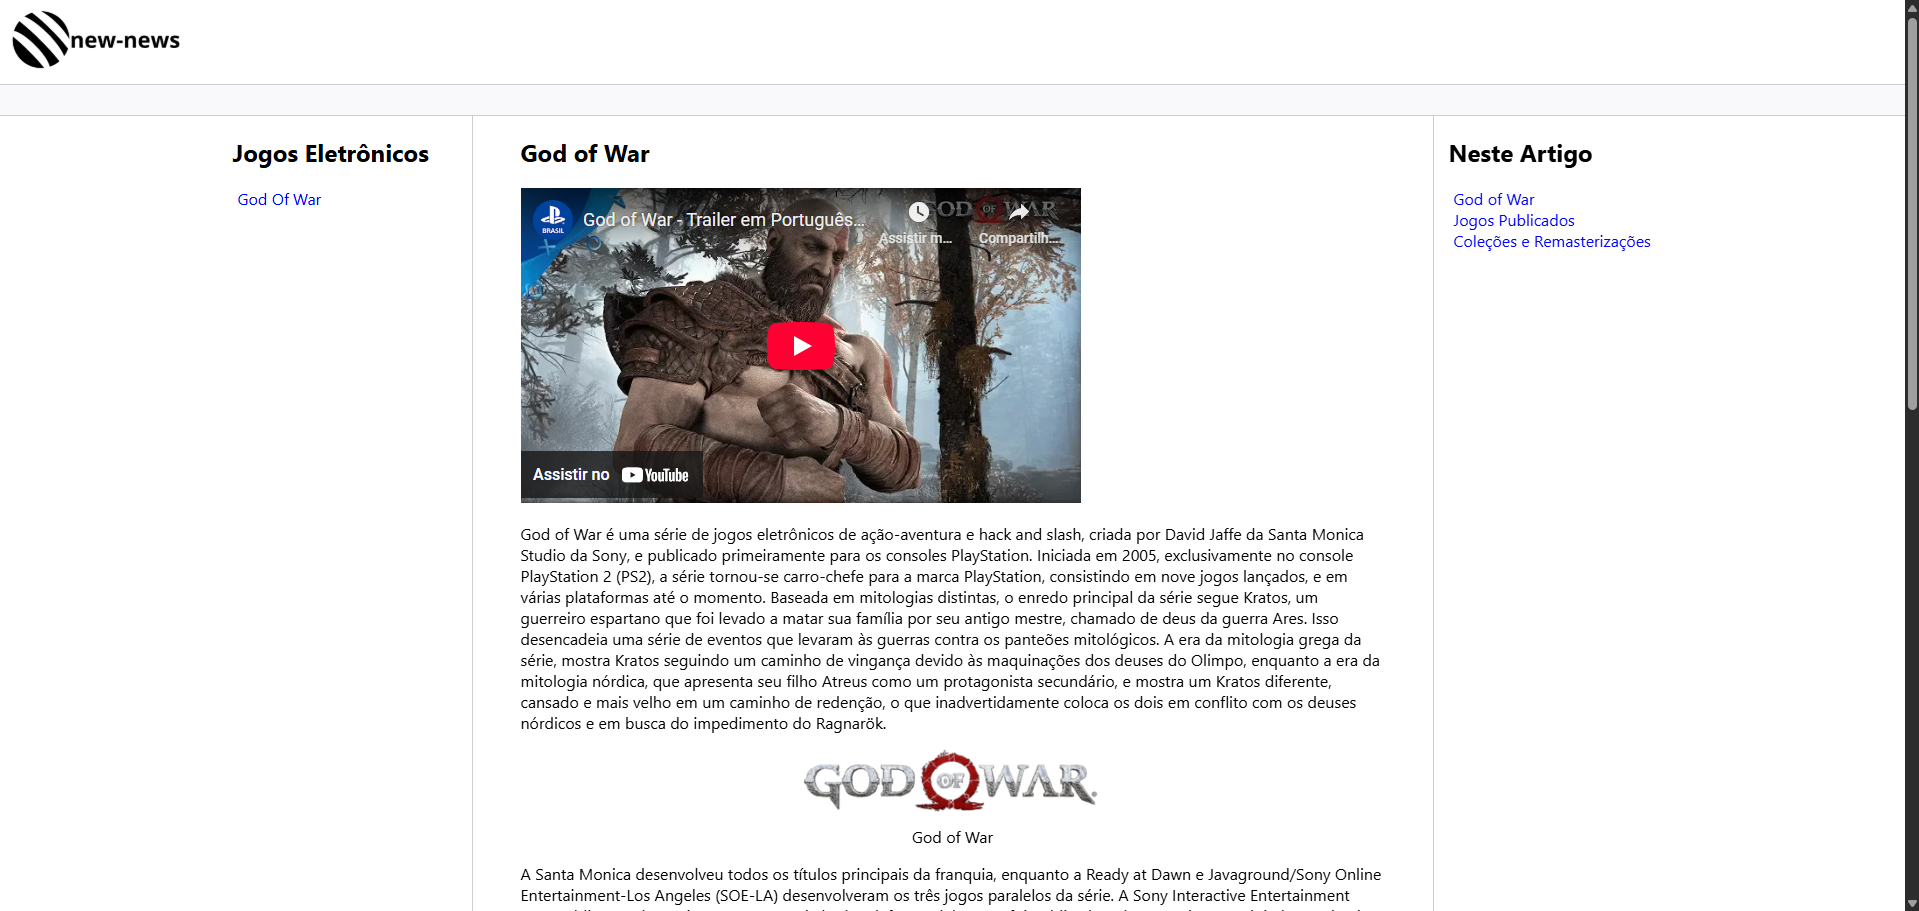 new-news
Jogos Eletrônicos
God Of War
God of War
BRASIL
God of War - Trailer em Português...
Assistir m...
Compartilh...
GOD OF WAR
Assistir no YouTube
God of War é uma série de jogos eletrônicos de ação-aventura e hack and slash, criada por David Jaffe da Santa Monica
Studio da Sony, e publicado primeiramente para os consoles PlayStation. Iniciada em 2005, exclusivamente no console
PlayStation 2 (PS2), a série tornou-se carro-chefe para a marca PlayStation, consistindo em nove jogos lançados, e em
várias plataformas até o momento. Baseada em mitologias distintas, o enredo principal da série segue Kratos, um
guerreiro espartano que foi levado a matar sua família por seu antigo mestre, chamado de deus da guerra Ares. Isso
desencadeia uma série de eventos que levaram às guerras contra os panteões mitológicos. A era da mitologia grega da
série, mostra Kratos seguindo um caminho de vingança devido às maquinações dos deuses do Olimpo, enquanto a era da
mitologia nórdica, que apresenta seu filho Atreus como um protagonista secundário, e mostra um Kratos diferente,
cansado e mais velho em um caminho de redenção, o que inadvertidamente coloca os dois em conflito com os deuses
nórdicos e em busca do impedimento do Ragnarök.
GOD OF WAR
God of War
A Santa Monica desenvolveu todos os títulos principais da franquia, enquanto a Ready at Dawn e Javaground/Sony Online
Entertainment-Los Angeles (SOE-LA) desenvolveram os três jogos paralelos da série. A Sony Interactive Entertainment
Neste Artigo
God of War
Jogos Publicados
Coleções e Remasterizações